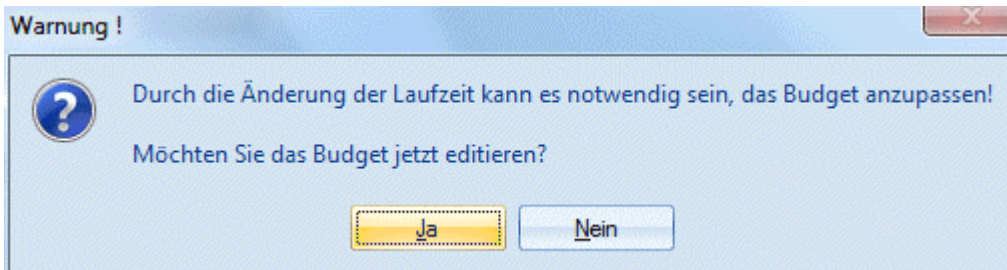 Warnung !
Durch die Änderung der Laufzeit kann es notwendig sein, das Budget anzupassen!
Möchten Sie das Budget jetzt editieren?
Ja
Nein